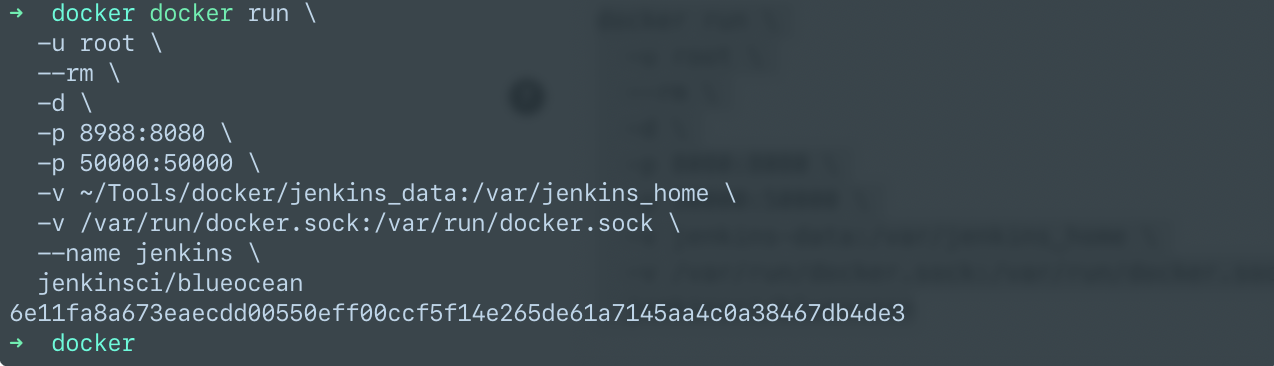 → docker docker run \
-u root \
--rm \
-d \
-p 8988:8080 \
-p 50000:50000 \
-v ~/Tools/docker/jenkins_data:/var/jenkins_home \
-v /var/run/docker.sock:/var/run/docker.sock \
--name jenkins \
jenkinsci/blueocean
6e11fa8a673eaecdd00550eff00ccf5f14e265de61a7145aa4c0a38467db4de3
→ docker